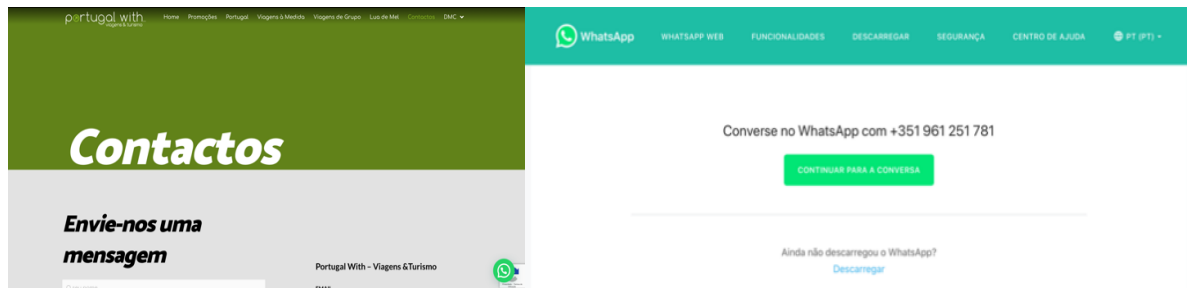 portugal with.
viagens & turismo
Home Promoções Portugal Viagens à Medida Viagens de Grupo Lua de Mel Contactos DMC
Contactos
Envie-nos uma
mensagem
Portugal With – Viagens &Turismo
WhatsApp
WHATSAPP WEB FUNCIONALIDADES DESCARREGAR SEGURANÇA CENTRO DE AJUDA PT (PT)
Converse no WhatsApp com +351 961 251 781
CONTINUAR PARA A CONVERSA
Ainda não descarregou o WhatsApp?
Descarregar